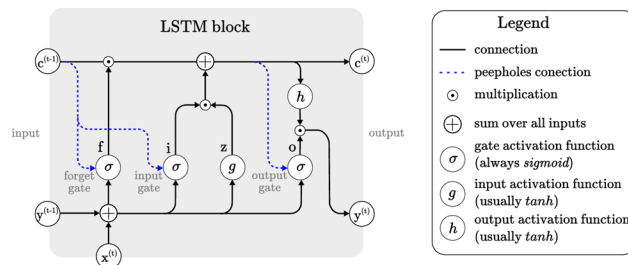 LSTM block
c(t-1)
c(t)
h
input
output
f
i
z
o
σ
σ
g
σ
forget
gate
input
gate
output
gate
y(t-1)
y(t)
x(t)
Legend
connection
peepholes conection
multiplication
sum over all inputs
σ
gate activation function
(always sigmoid)
g
input activation function
(usually tanh)
h
output activation function
(usually tanh)